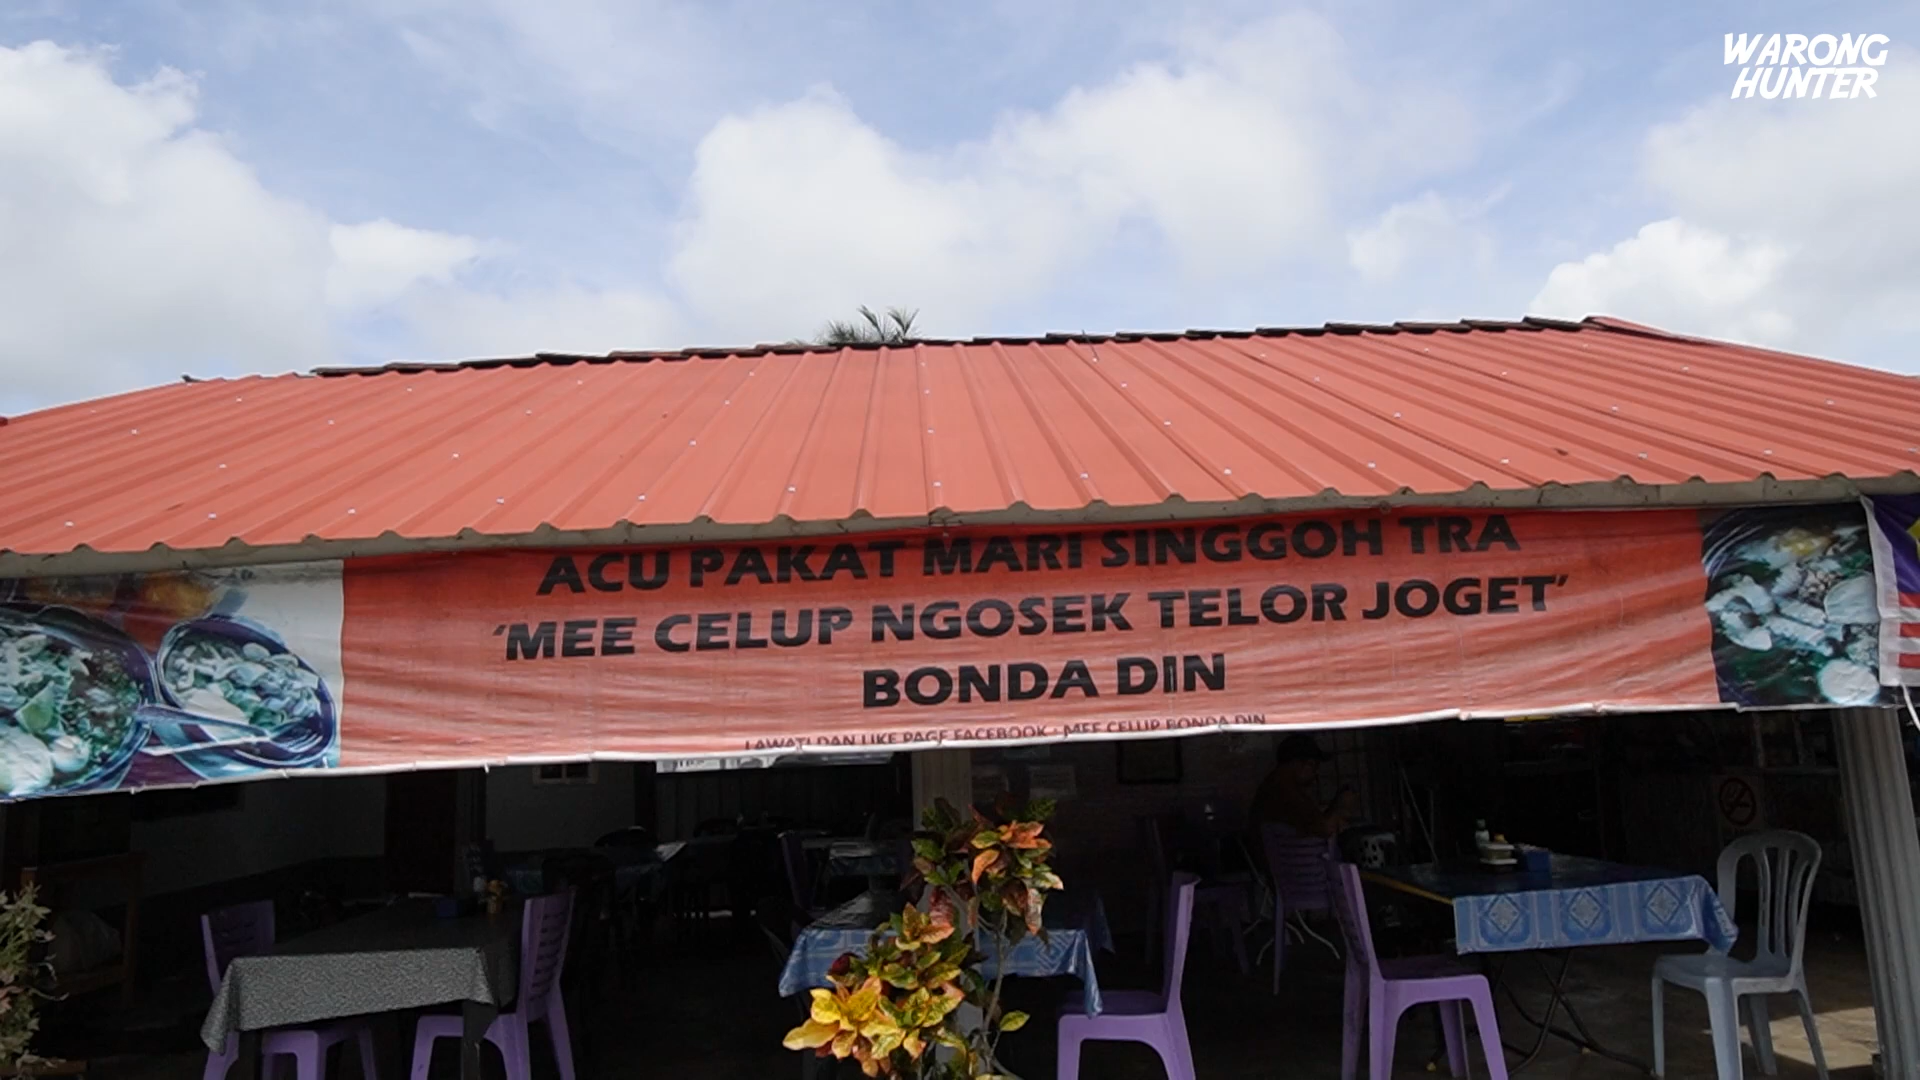 WARONG
HUNTER
ACU PAKAT MARI SINGGOH TRA
'MEE CELUP NGOSEK TELOR JOGET'
BONDA DIN
LAWATI DAN LIKE PAGE FACEBOOK : MEE CELUP BONDA DIN